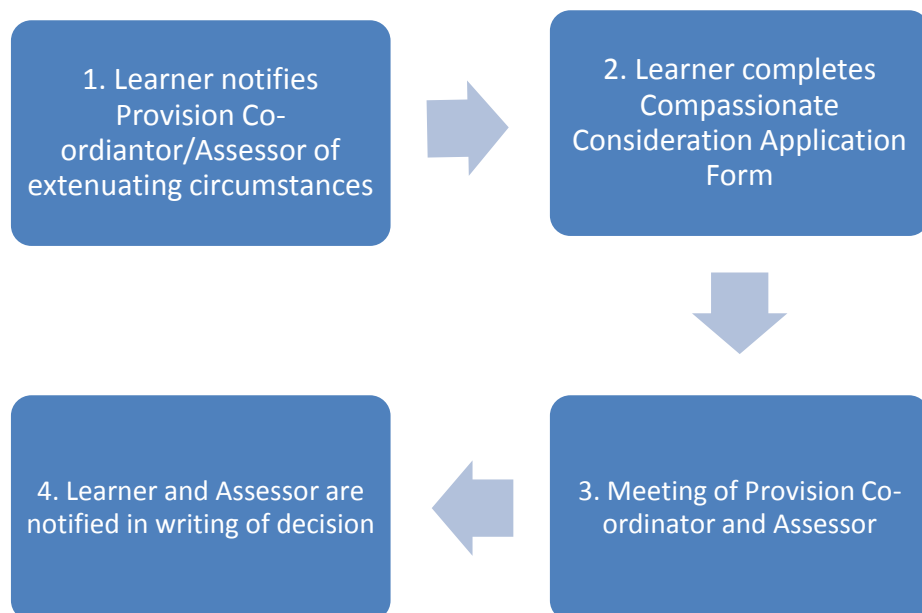 1. Learner notifies
Provision Co-
ordiantor/Assessor of
extenuating circumstances
2. Learner completes
Compassionate
Consideration Application
Form
3. Meeting of Provision Co-
ordinator and Assessor
4. Learner and Assessor are
notified in writing of decision